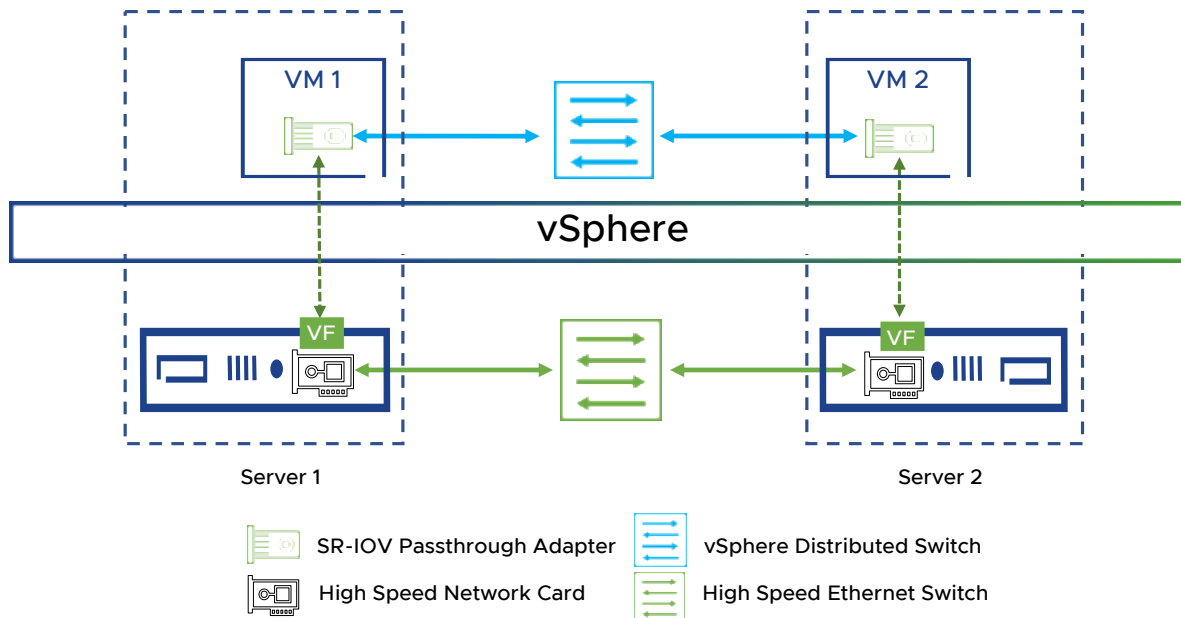 VM 1
VM 2
vSphere
VF
VF
Server 1
Server 2
SR-IOV Passthrough Adapter
vSphere Distributed Switch
High Speed Network Card
High Speed Ethernet Switch